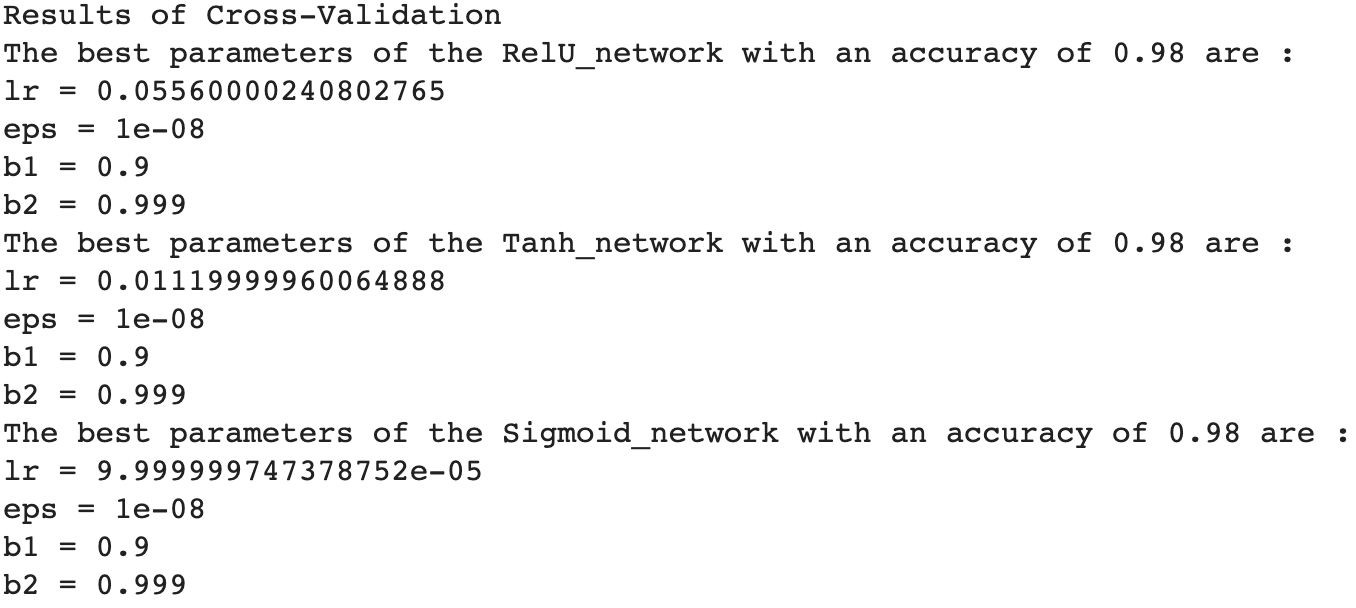 Results of Cross-Validation
The best parameters of the RelU_network with an accuracy of 0.98 are :
lr = 0.05560000240802765
eps = 1e-08
b1 = 0.9
b2 = 0.999
The best parameters of the Tanh_network with an accuracy of 0.98 are :
lr = 0.01119999960064888
eps = 1e-08
b1 = 0.9
b2 = 0.999
The best parameters of the Sigmoid_network with an accuracy of 0.98 are :
lr = 9.999999747378752e-05
eps = 1e-08
b1 = 0.9
b2 = 0.999